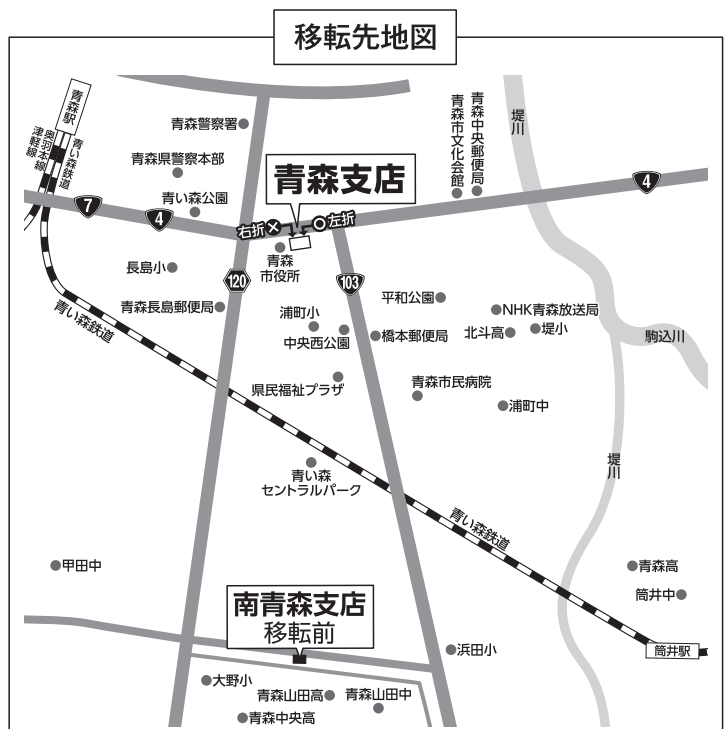 移転先地図
青森駅
奥羽本線
津軽線
青い森鉄道
青森警察署
青森県警察本部
青い森公園
青森市文化会館
青森中央郵便局
堤川
青森支店
7
4
4
右折
左折
長島小
120
青森
市役所
103
青森長島郵便局
浦町小
中央西公園
平和公園
橋本郵便局
NHK青森放送局
北斗高
堤小
駒込川
青い森鉄道
県民福祉プラザ
青森市民病院
浦町中
青い森
セントラルパーク
堤川
青い森鉄道
甲田中
青森高
筒井中
南青森支店
移転前
浜田小
筒井駅
大野小
青森山田高
青森山田中
青森中央高